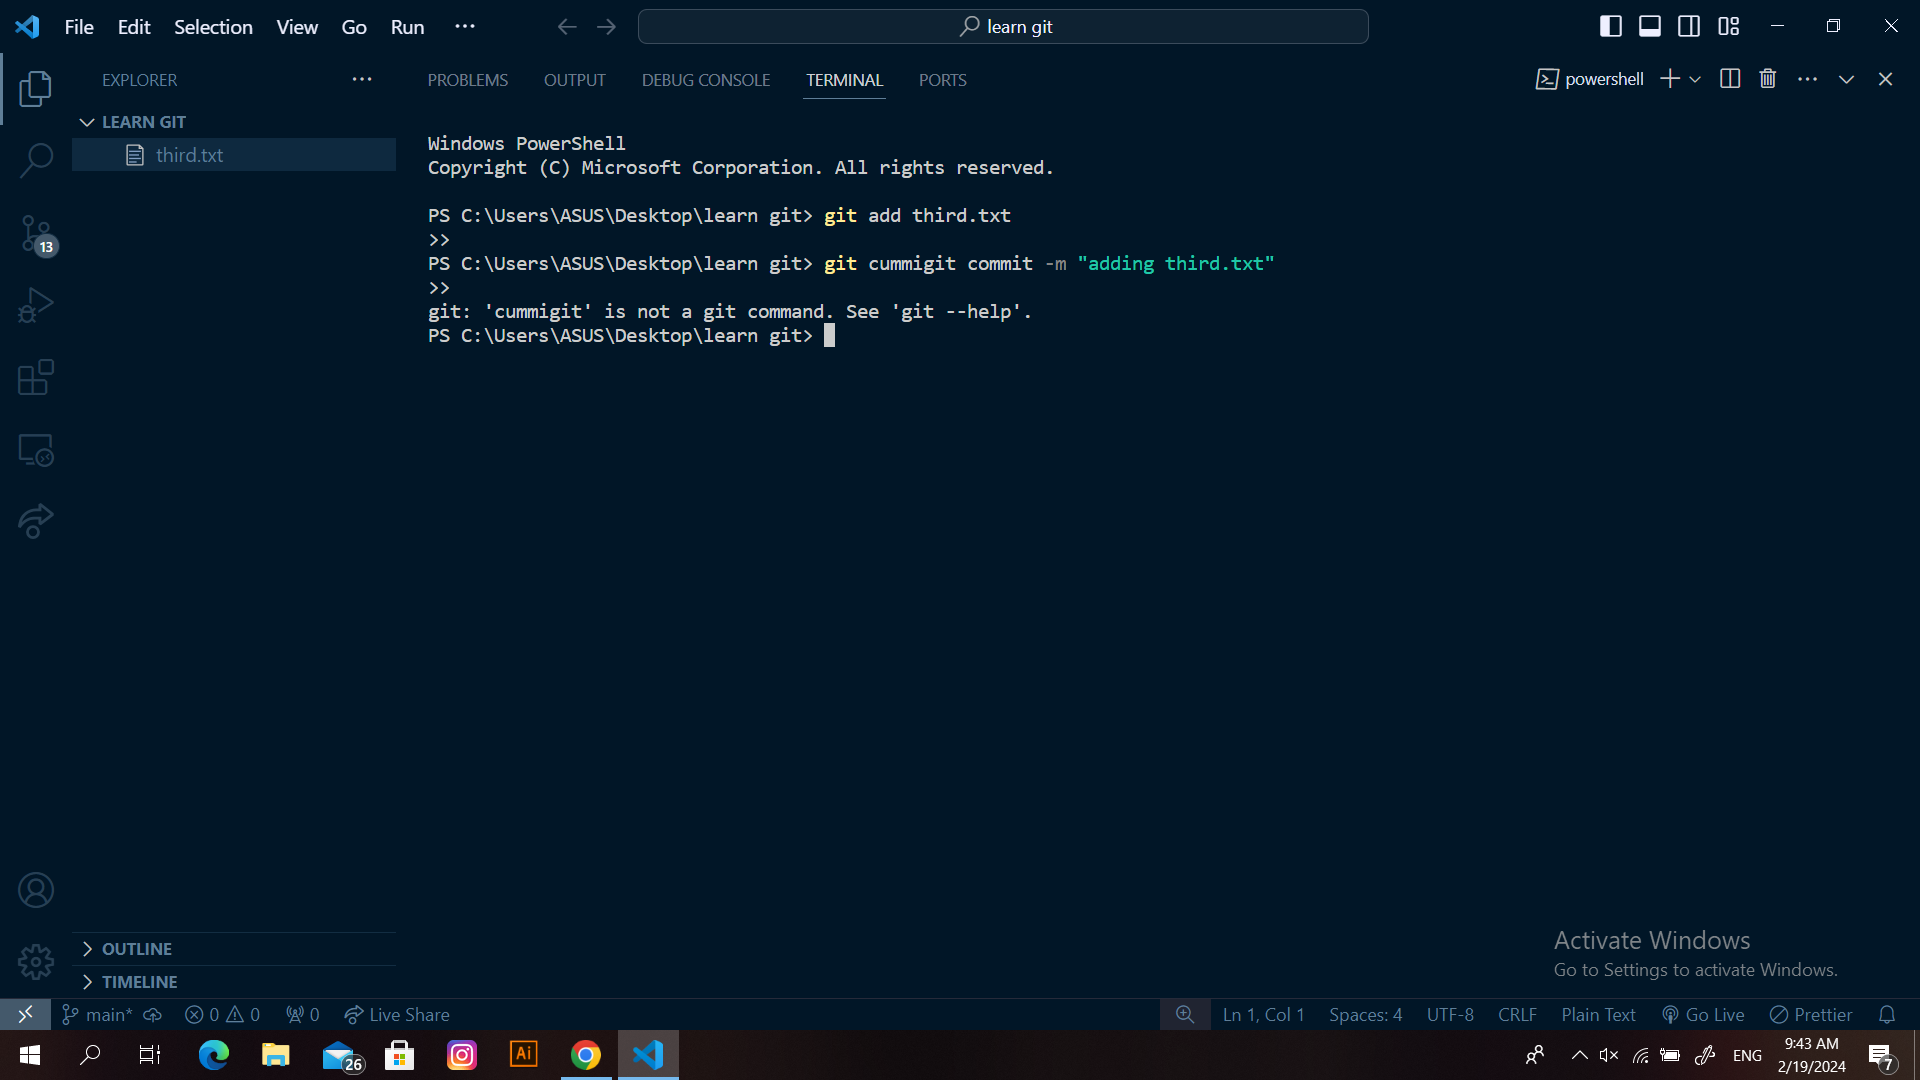 File Edit Selection View Go Run ···
learn git
EXPLORER ···
PROBLEMS OUTPUT DEBUG CONSOLE TERMINAL PORTS
powershell
LEARN GIT
third.txt
13
Windows PowerShell
Copyright (C) Microsoft Corporation. All rights reserved.
PS C:\Users\ASUS\Desktop\learn git> git add third.txt
>>
PS C:\Users\ASUS\Desktop\learn git> git cummigit commit -m "adding third.txt"
>>
git: 'cummigit' is not a git command. See 'git --help'.
PS C:\Users\ASUS\Desktop\learn git>
OUTLINE
TIMELINE
Activate Windows
Go to Settings to activate Windows.
main* 0 0 0 Live Share Ln 1, Col 1 Spaces: 4 UTF-8 CRLF Plain Text Go Live Prettier
26 Ai ENG
9:43 AM
2/19/2024
7